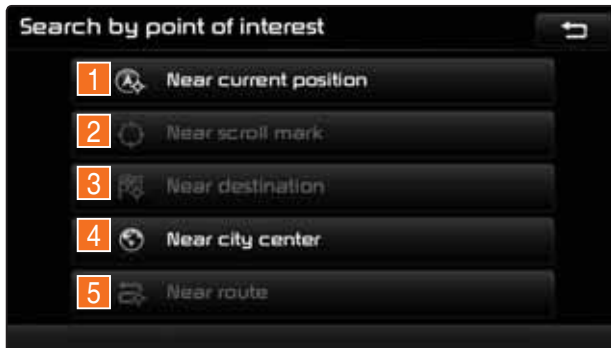 Search by point of interest
1 Near current position
2 Near scroll mark
3 Near destination
4 Near city center
5 Near route